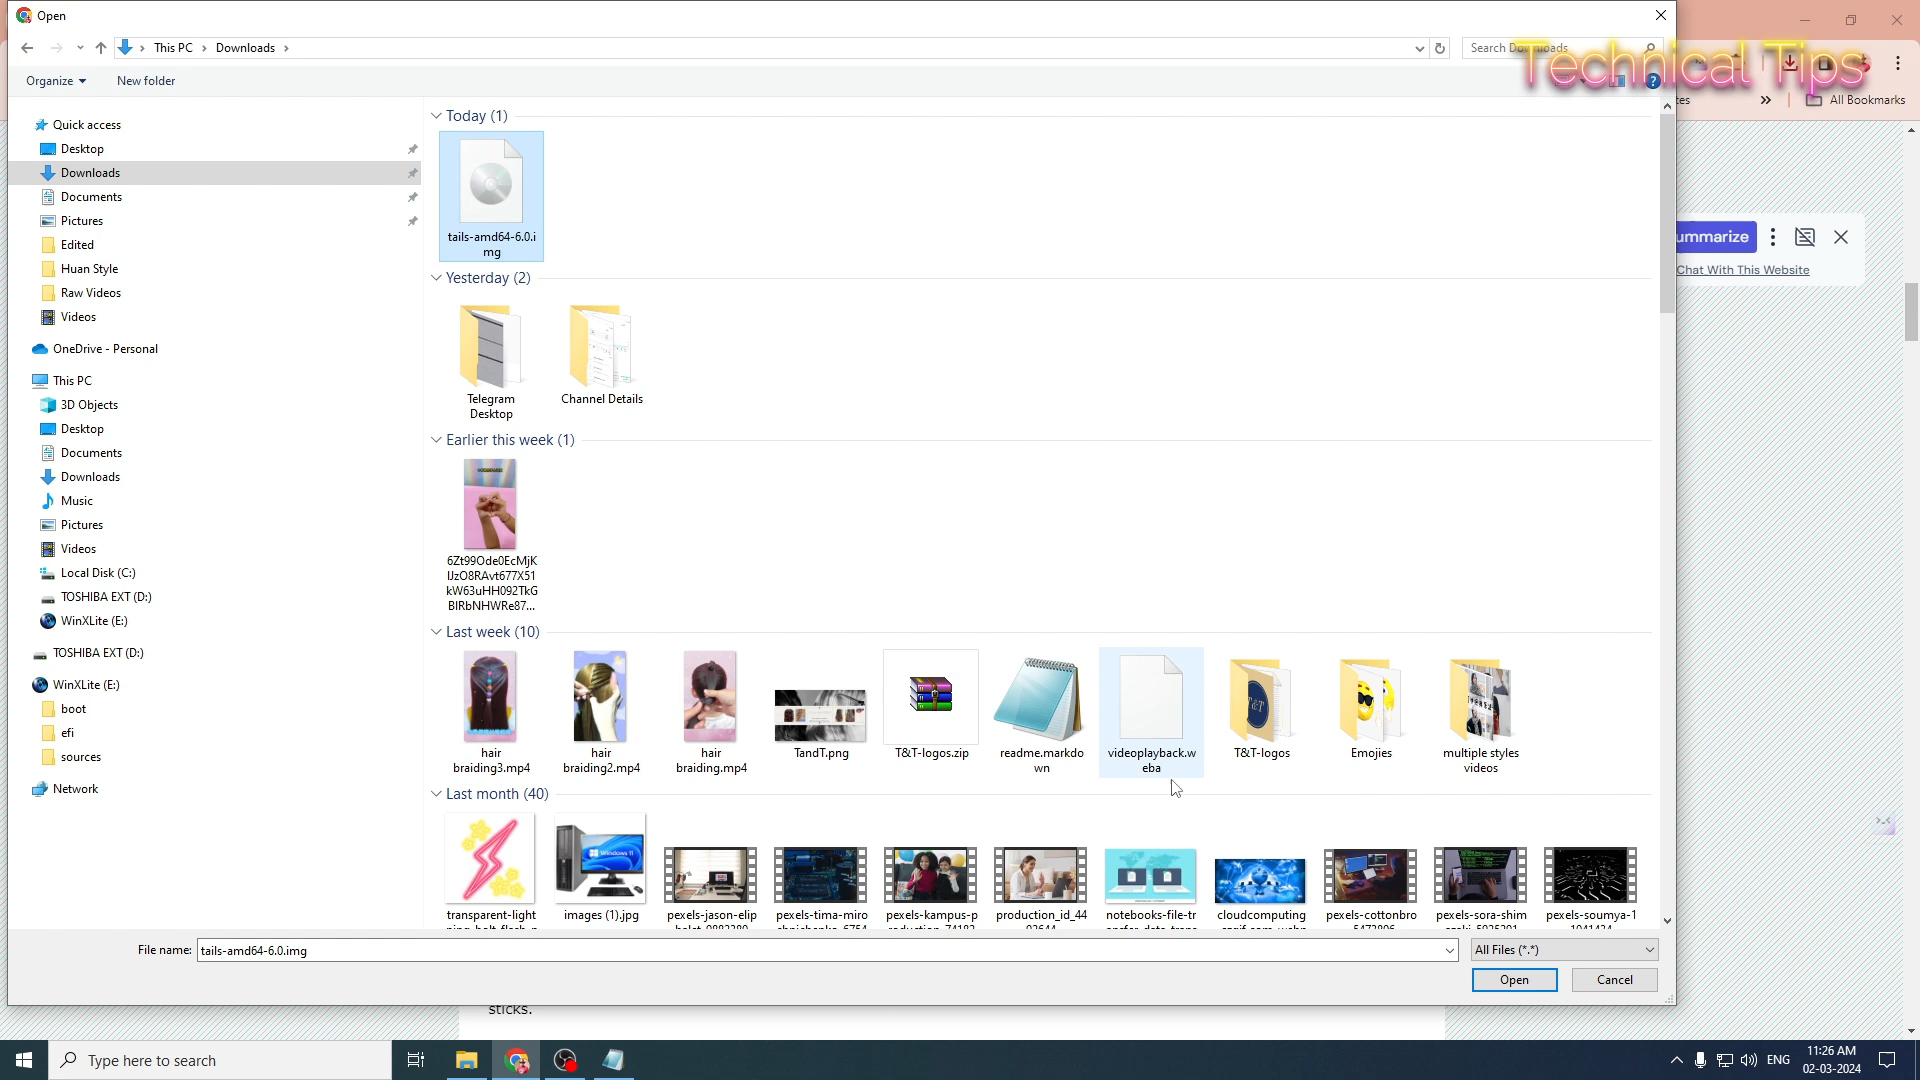 Open
This PC
Downloads
Search Downloads
Technical Tips
Organize
New folder
All Bookmarks
Quick access
Desktop
Downloads
Documents
Pictures
Edited
Huan Style
Raw Videos
Videos
OneDrive - Personal
This PC
3D Objects
Desktop
Documents
Downloads
Music
Pictures
Videos
Local Disk (C:)
TOSHIBA EXT (D:)
WinXLite (E:)
TOSHIBA EXT (D:)
WinXLite (E:)
boot
efi
sources
Network
Today (1)
tails-amd64-6.0.i
mg
Yesterday (2)
Telegram
Desktop
Channel Details
Earlier this week (1)
kW63uHH092TkG
BIRbNHWRe87...
Last week (10)
hair
braiding3.mp4
hair
braiding2.mp4
hair
braiding.mp4
TandT.png
T&T-logos.zip
readme.markdo
wn
videoplayback.w
eba
T&T-logos
Emojies
multiple styles
videos
Last month (40)
transparent-light
images (1).jpg
pexels-jason-elip
pexels-tima-miro
pexels-kampus-p
production_id_44
notebooks-file-tr
cloudcomputing
pexels-cottonbro
pexels-sora-shim
pexels-soumya-1
ummarize
Chat With This Website
File name:
tails-amd64-6.0.img
All Files (*.*)
Open
Cancel
sticks.
Type here to search
ENG
11:26 AM
02-03-2024